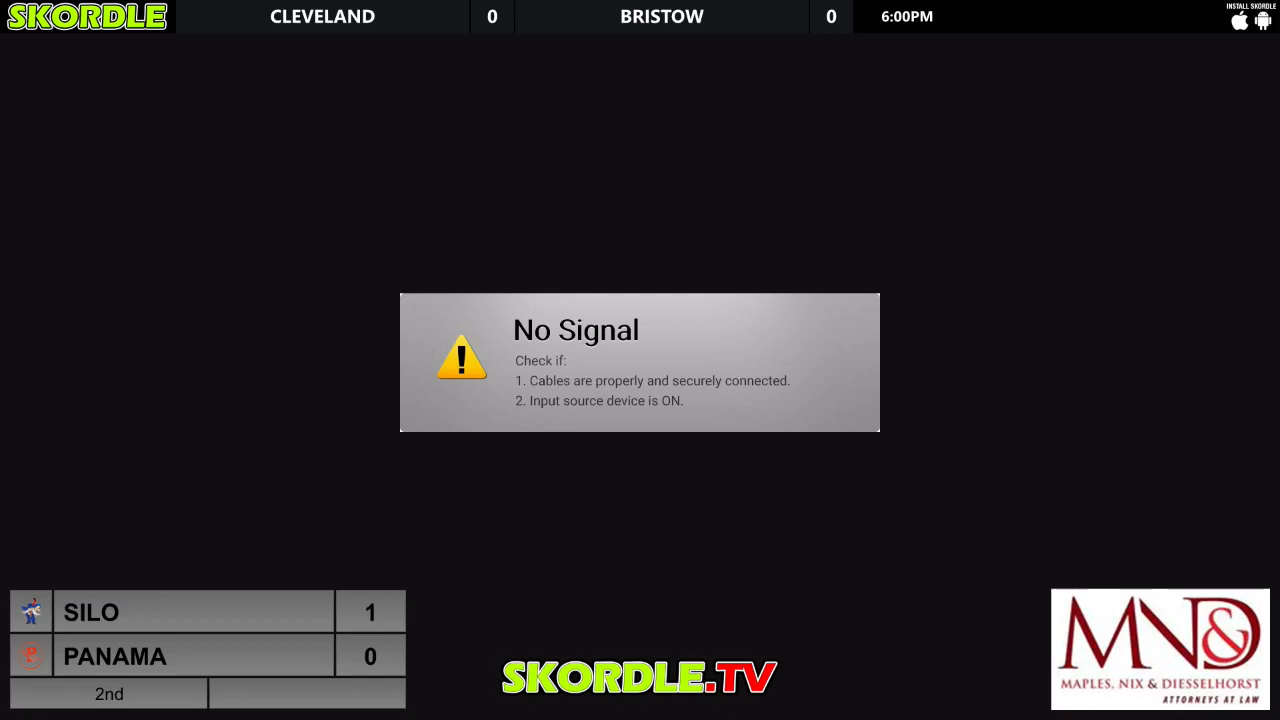 SKORDLE CLEVELAND 0 BRISTOW 0 6:00PM INSTALL SKORDLE
No Signal
Check if:
1. Cables are properly and securely connected.
2. Input source device is ON.
SILO 1
PANAMA 0
2nd
SKORDLE.TV
MN&D
MAPLES, NIX & DIESSELHORST
ATTORNEYS AT LAW